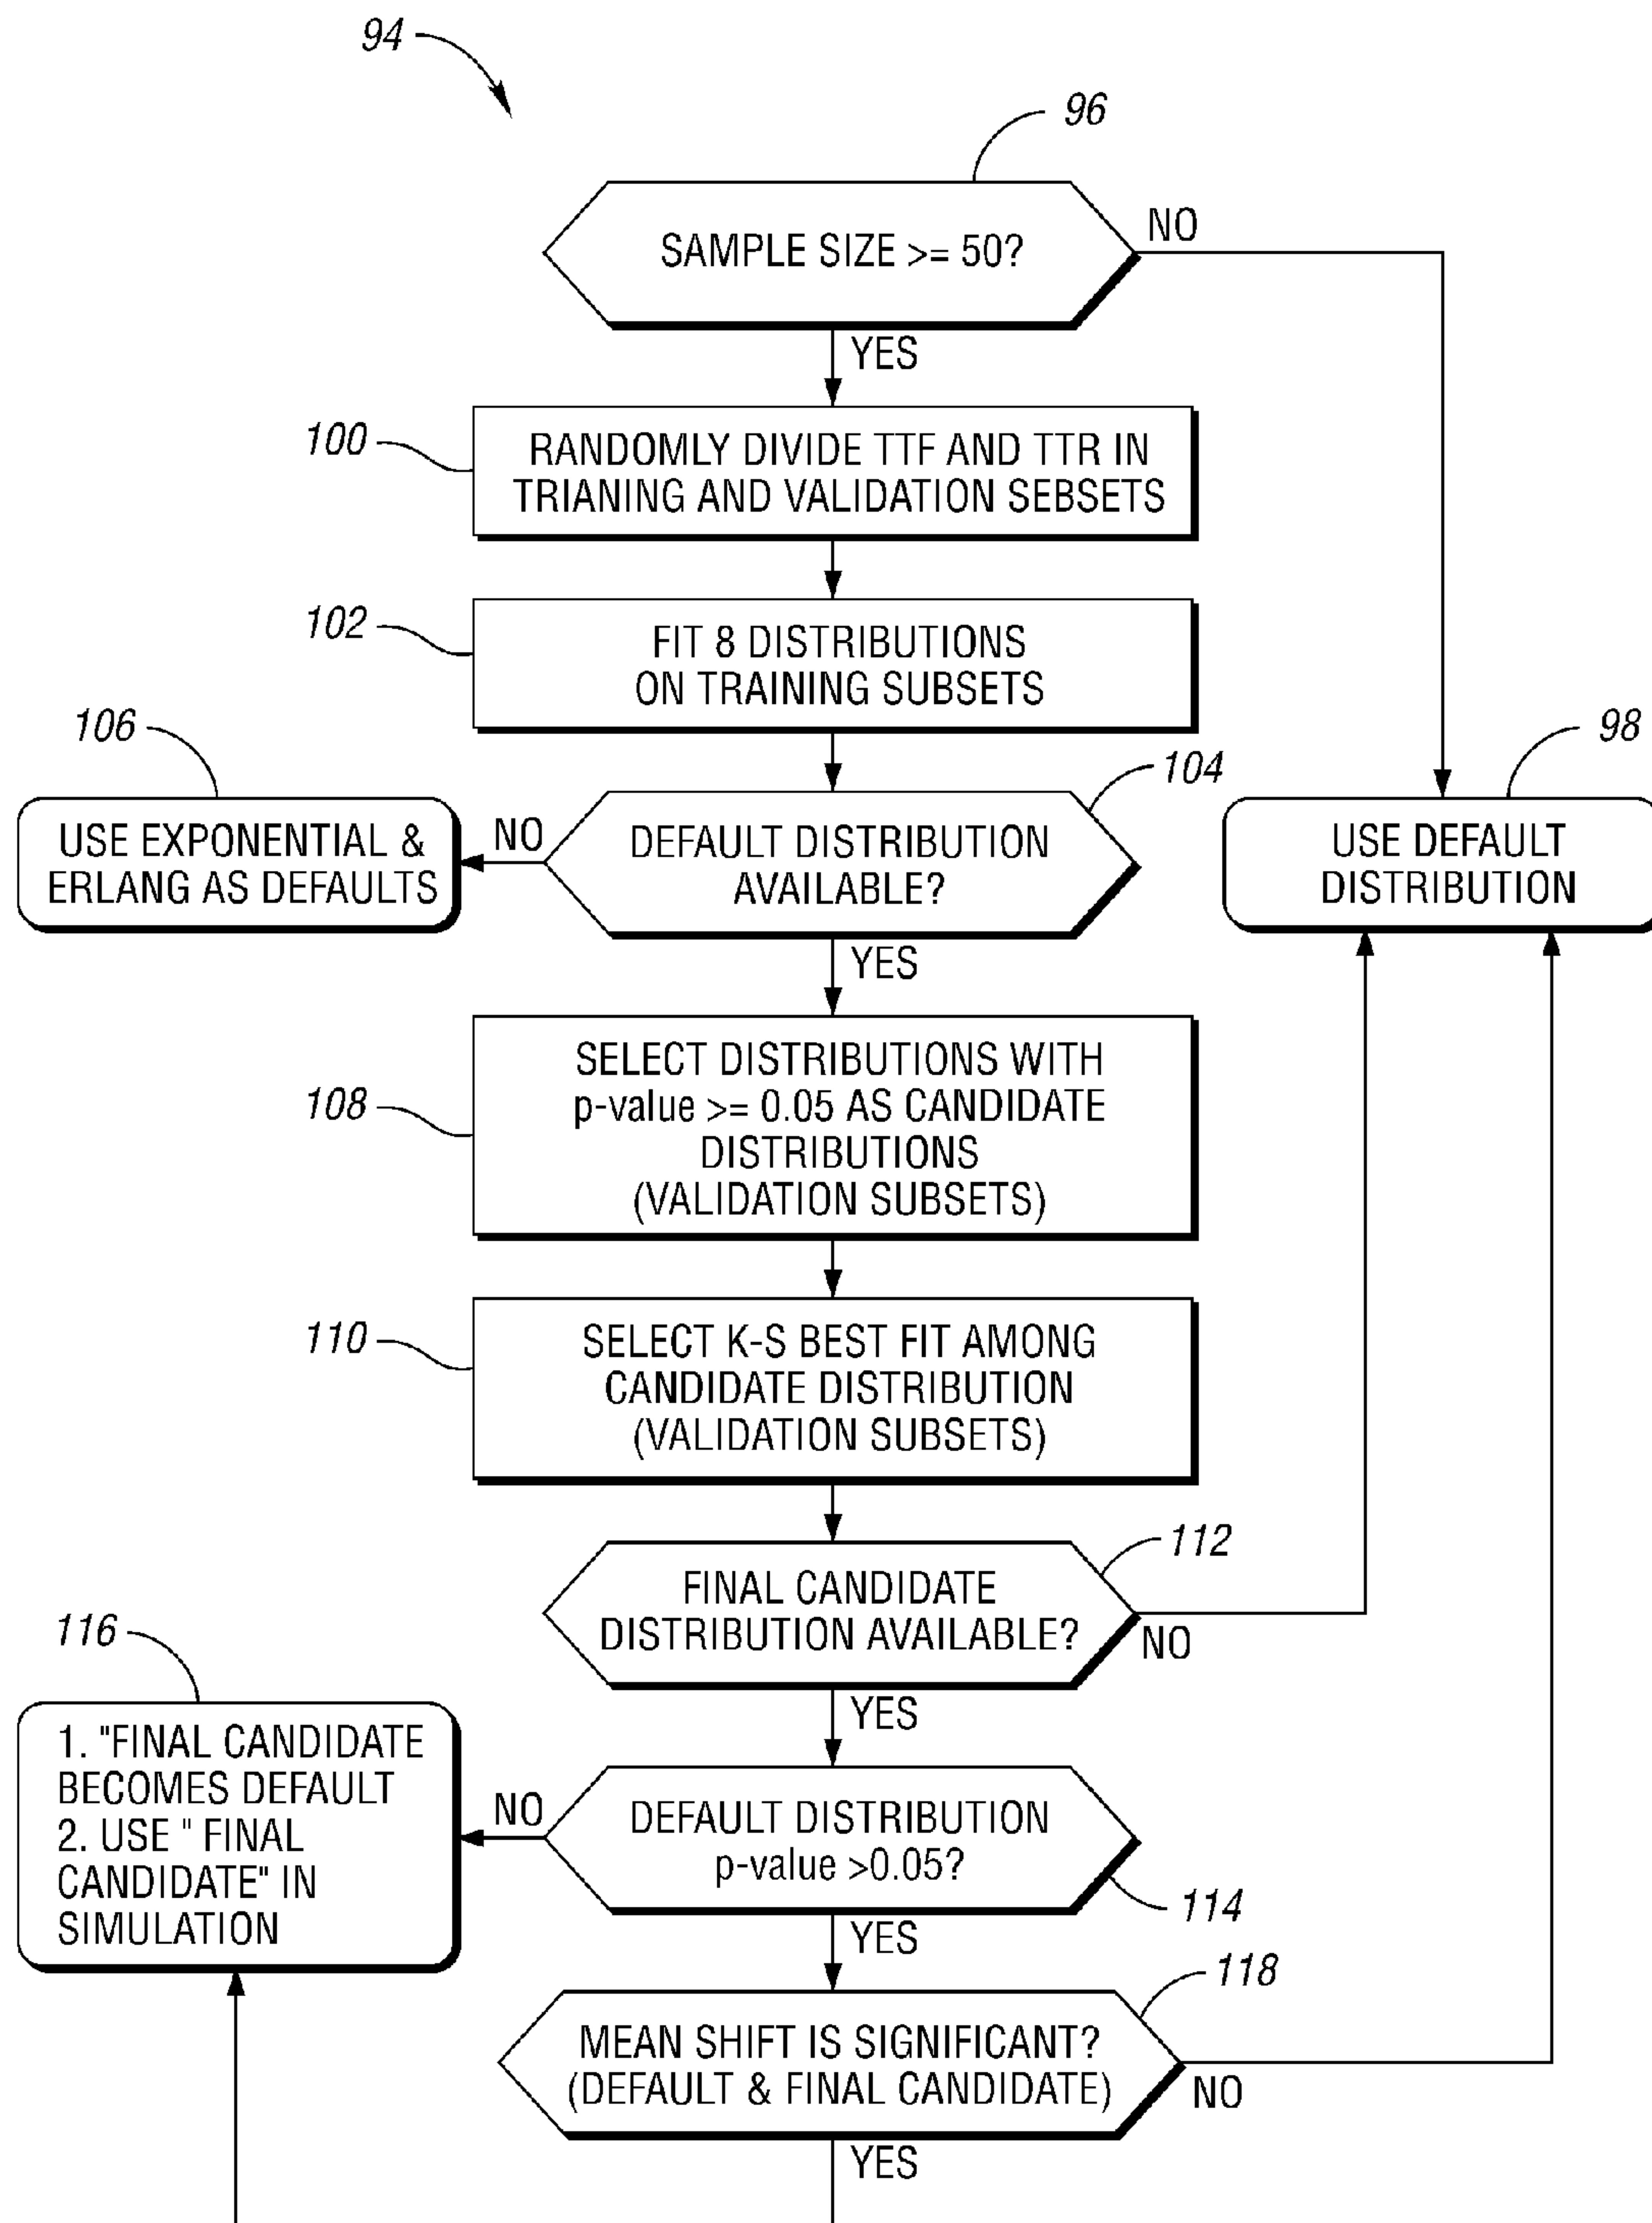 94
96
SAMPLE SIZE >= 50?
NO
YES
100
RANDOMLY DIVIDE TTF AND TTR IN
TRIANING AND VALIDATION SEBSETS
102
FIT 8 DISTRIBUTIONS
ON TRAINING SUBSETS
106
USE EXPONENTIAL &
ERLANG AS DEFAULTS
NO
104
DEFAULT DISTRIBUTION
AVAILABLE?
98
USE DEFAULT
DISTRIBUTION
YES
108
SELECT DISTRIBUTIONS WITH
p-value >= 0.05 AS CANDIDATE
DISTRIBUTIONS
(VALIDATION SUBSETS)
110
SELECT K-S BEST FIT AMONG
CANDIDATE DISTRIBUTION
(VALIDATION SUBSETS)
112
FINAL CANDIDATE
DISTRIBUTION AVAILABLE?
NO
YES
116
1. "FINAL CANDIDATE
BECOMES DEFAULT
2. USE " FINAL
CANDIDATE" IN
SIMULATION
NO
DEFAULT DISTRIBUTION
p-value >0.05?
114
YES
118
MEAN SHIFT IS SIGNIFICANT?
(DEFAULT & FINAL CANDIDATE)
NO
YES